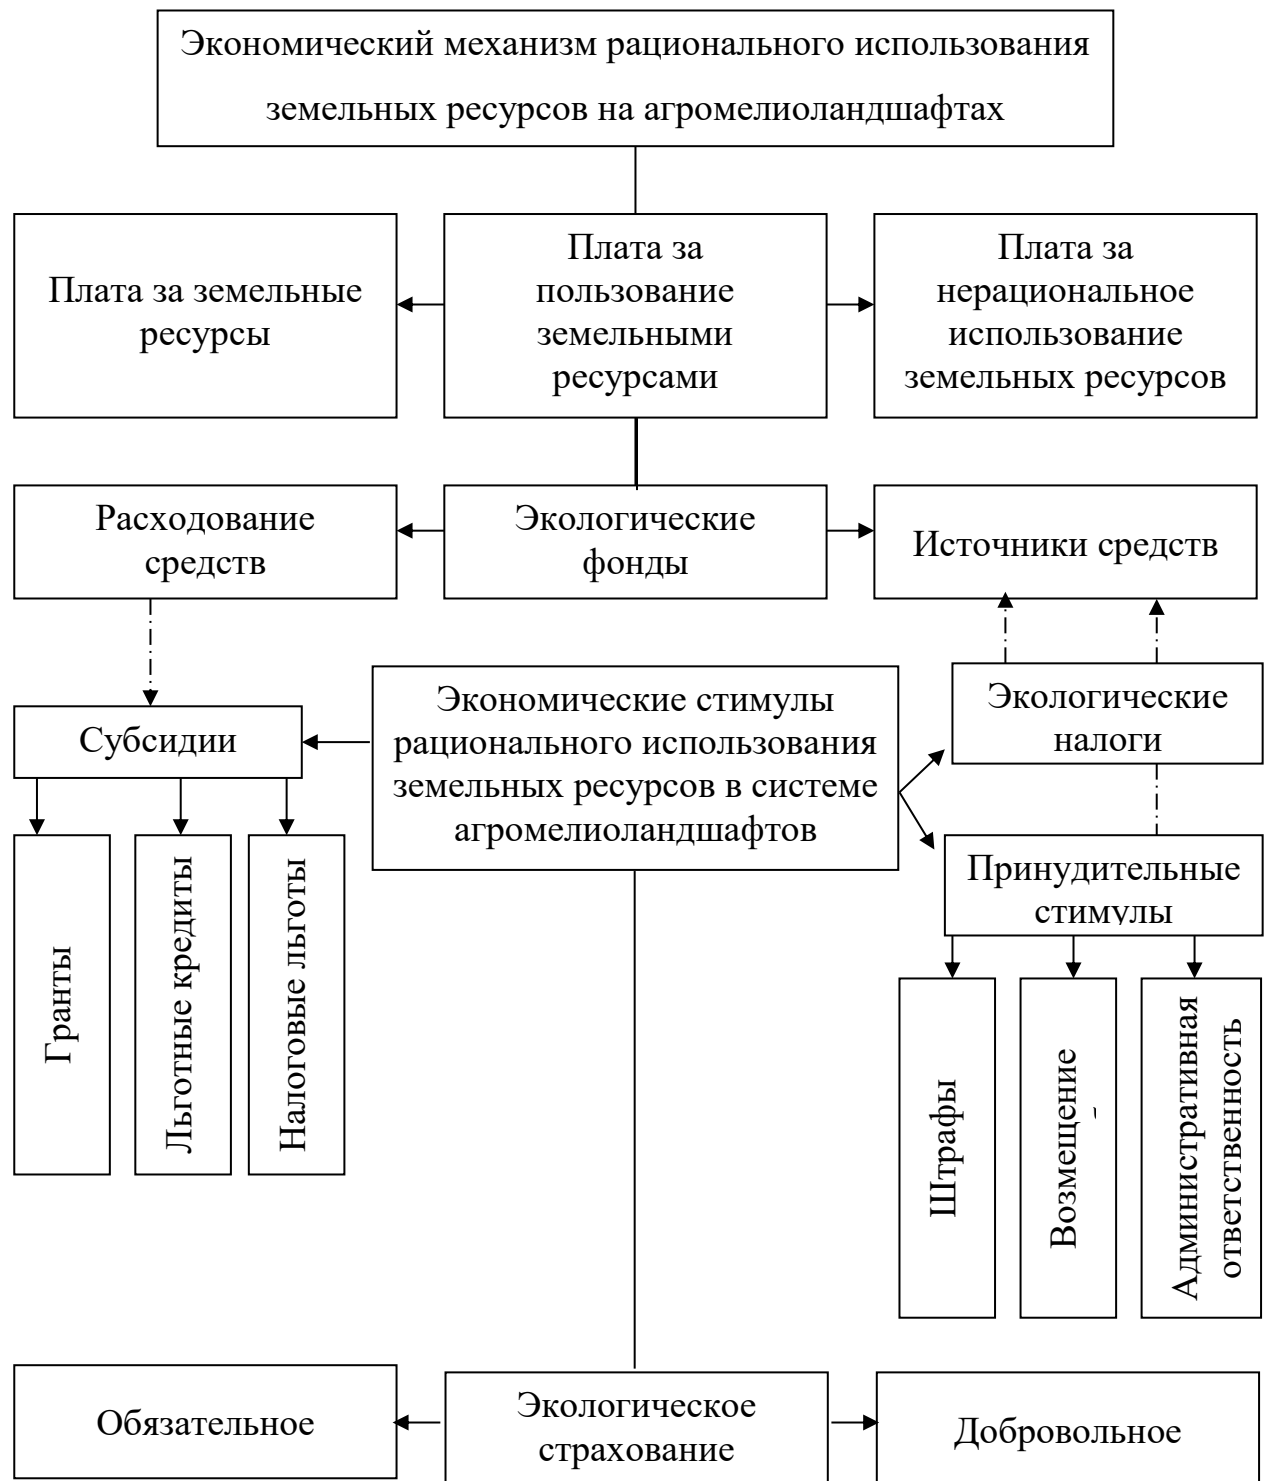 Экономический механизм рационального использования
земельных ресурсов на агромелиоландшафтах
Плата за земельные
ресурсы
Плата за
пользование
земельными
ресурсами
Плата за
нерациональное
использование
земельных ресурсов
Расходование
средств
Экологические
фонды
Источники средств
Субсидии
Экономические стимулы
рационального использования
земельных ресурсов в системе
агромелиоландшафтов
Экологические
налоги
Принудительные
стимулы
Гранты
Льготные кредиты
Налоговые льготы
Штрафы
Возмещение
Административная
ответственность
Обязательное
Экологическое
страхование
Добровольное